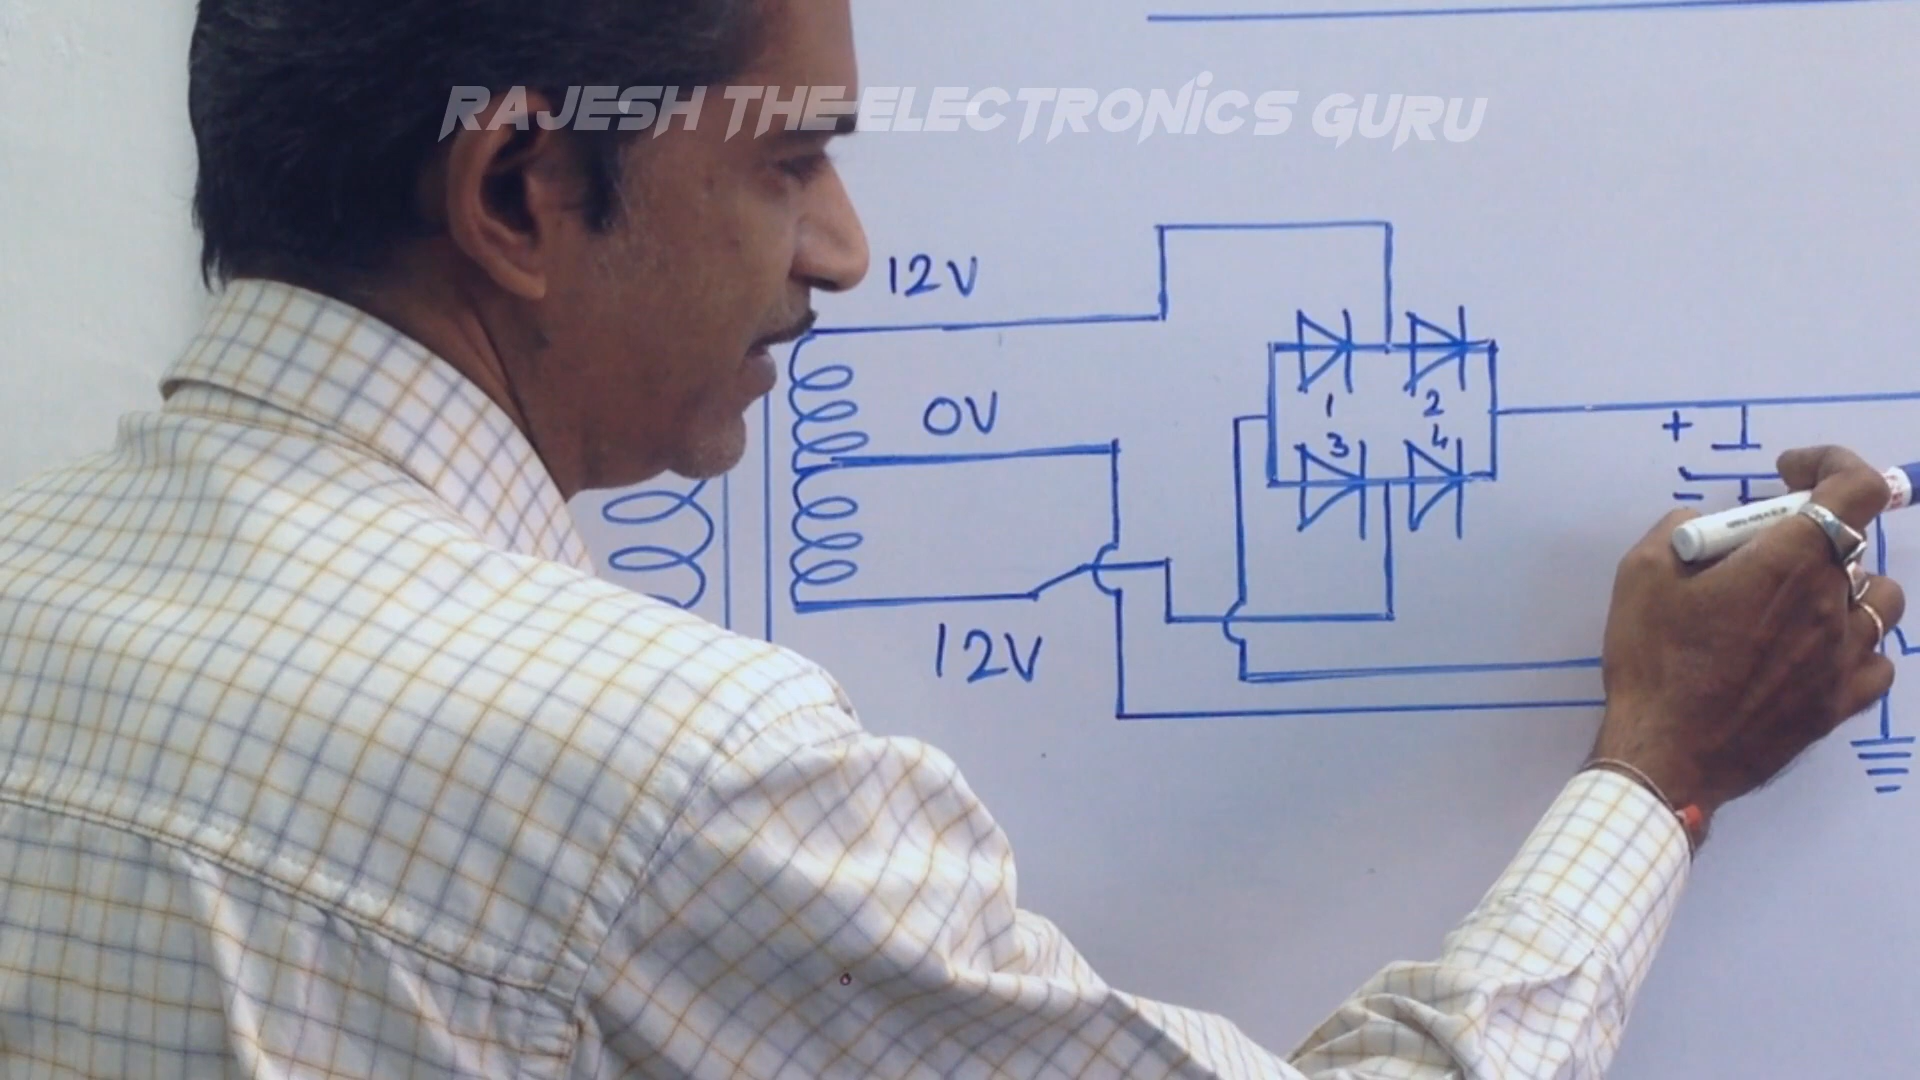 RAJESH THE ELECTRONICS GURU
12V
0V
12V
1 2
3 4
+
-